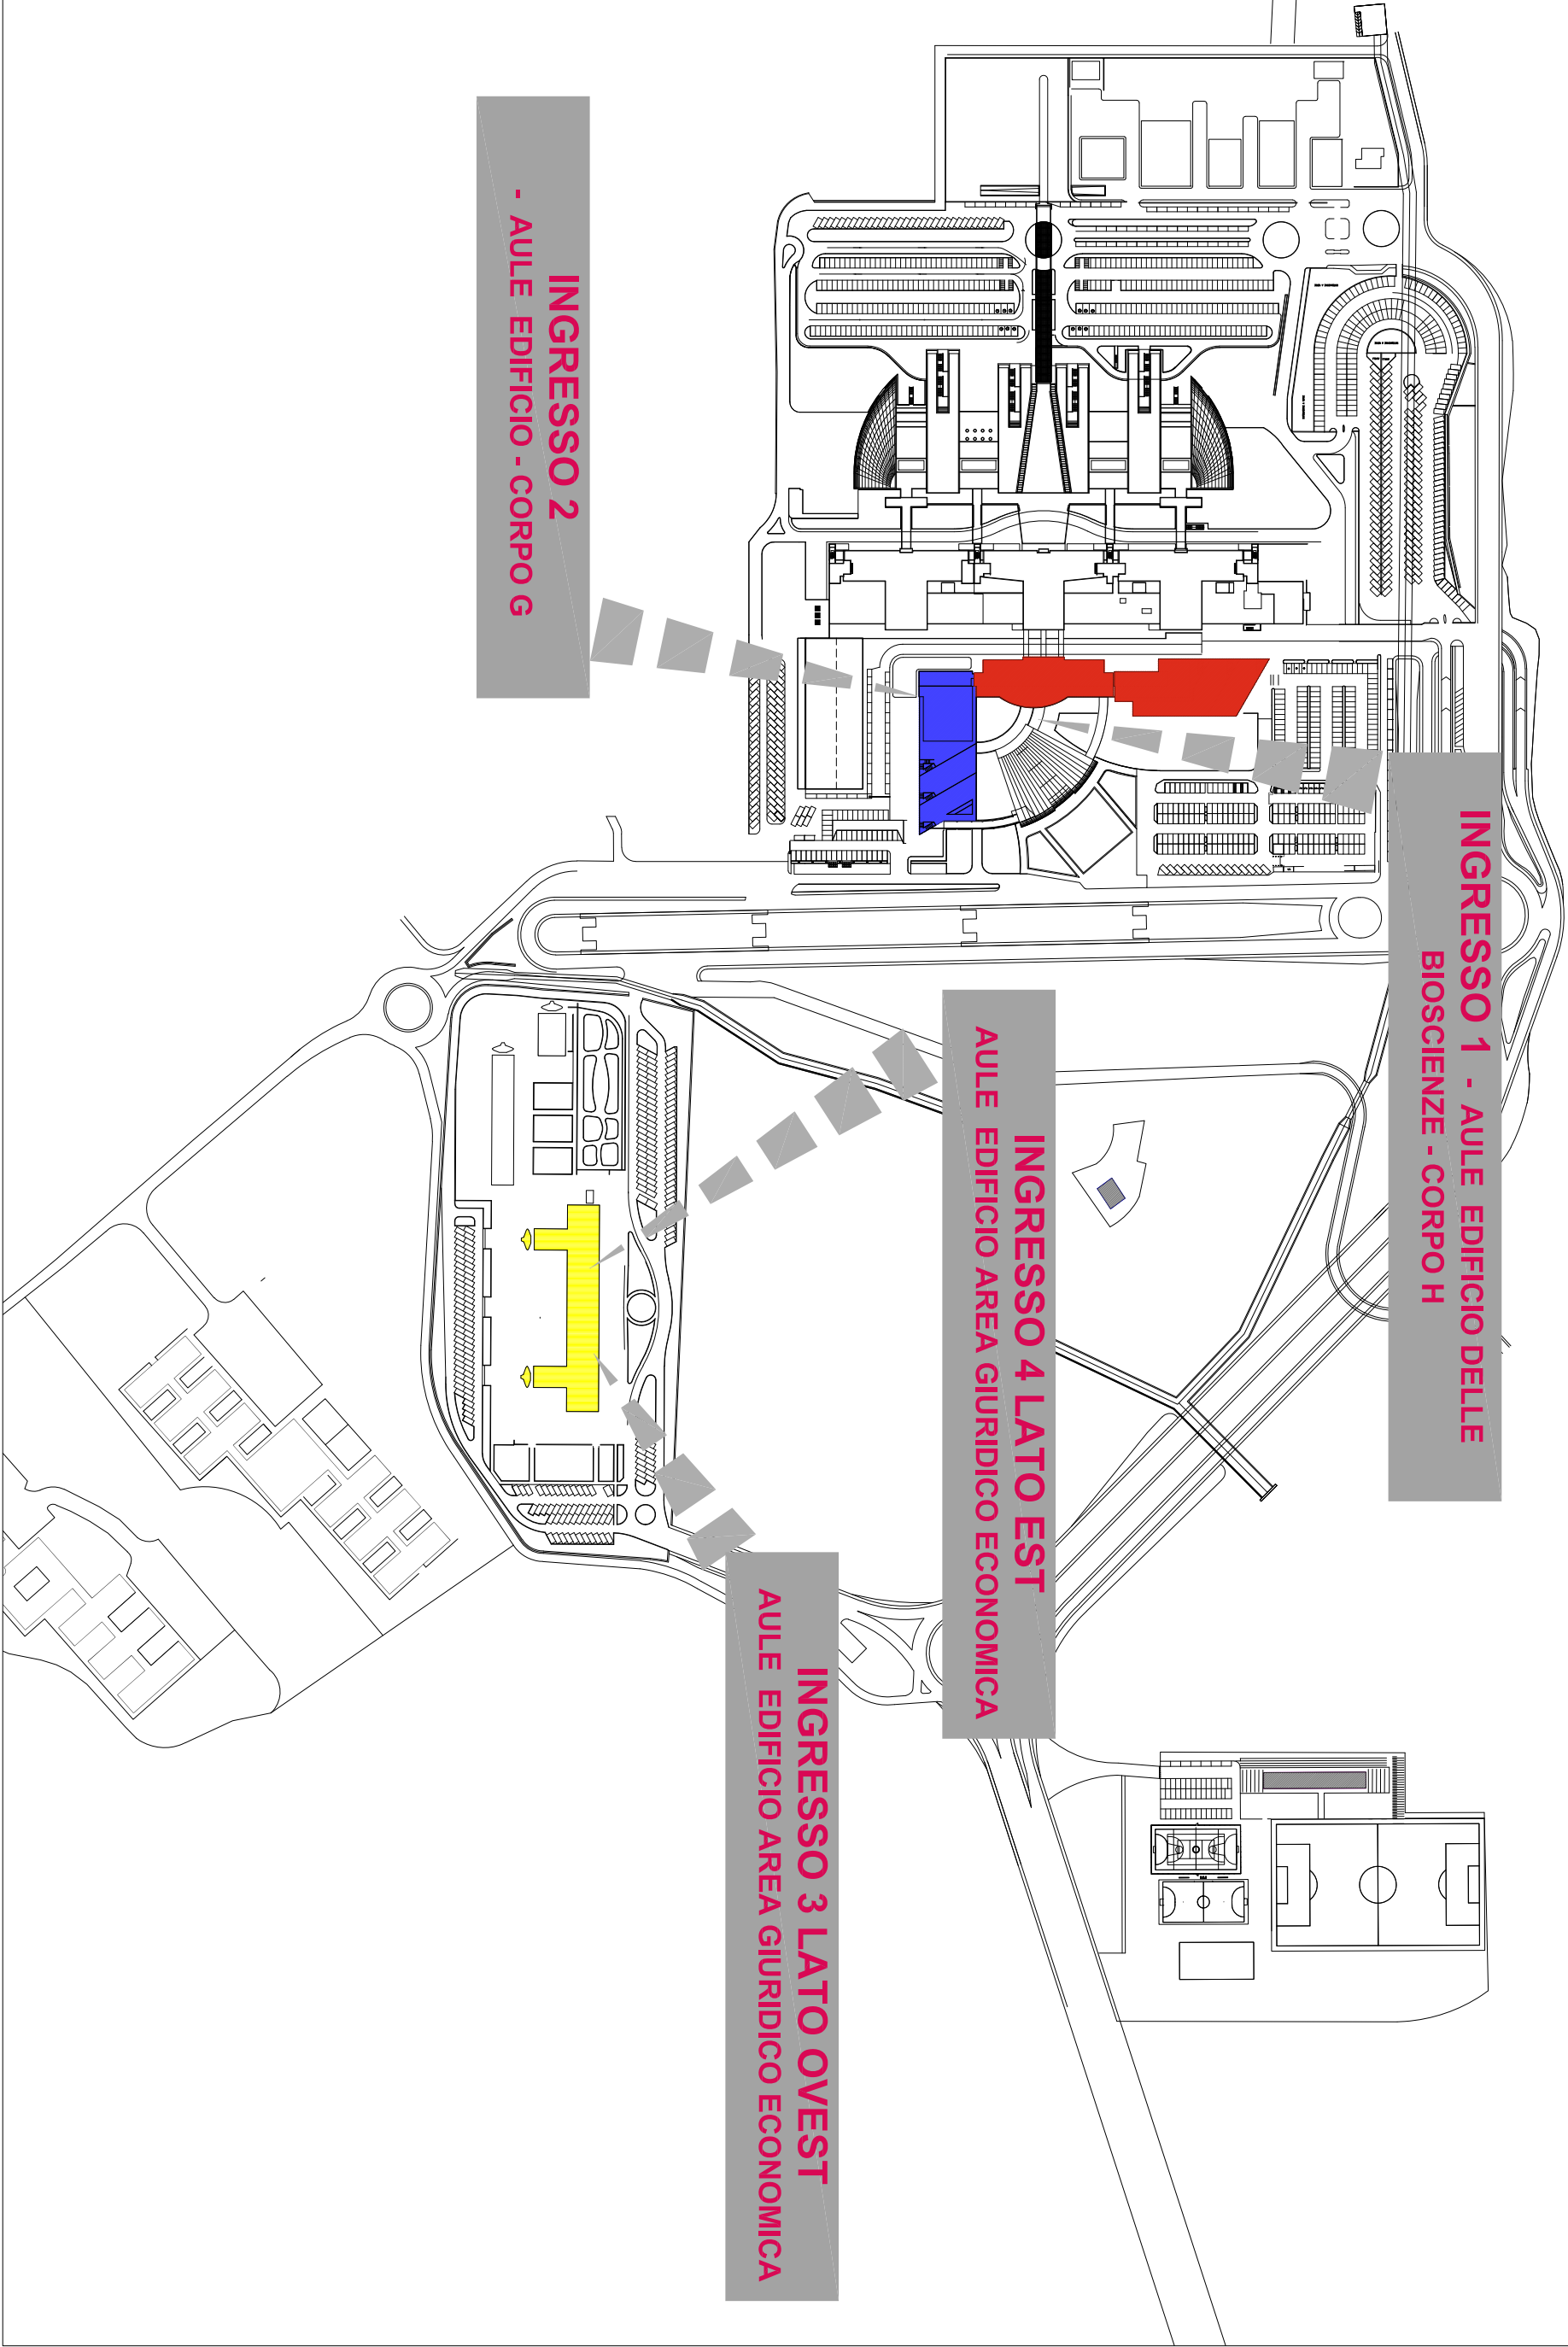 INGRESSO 1 - AULE EDIFICIO DELLE
BIOSCIENZE - CORPO H
INGRESSO 2
- AULE EDIFICIO - CORPO G
INGRESSO 4 LATO EST
AULE EDIFICIO AREA GIURIDICO ECONOMICA
INGRESSO 3 LATO OVEST
AULE EDIFICIO AREA GIURIDICO ECONOMICA